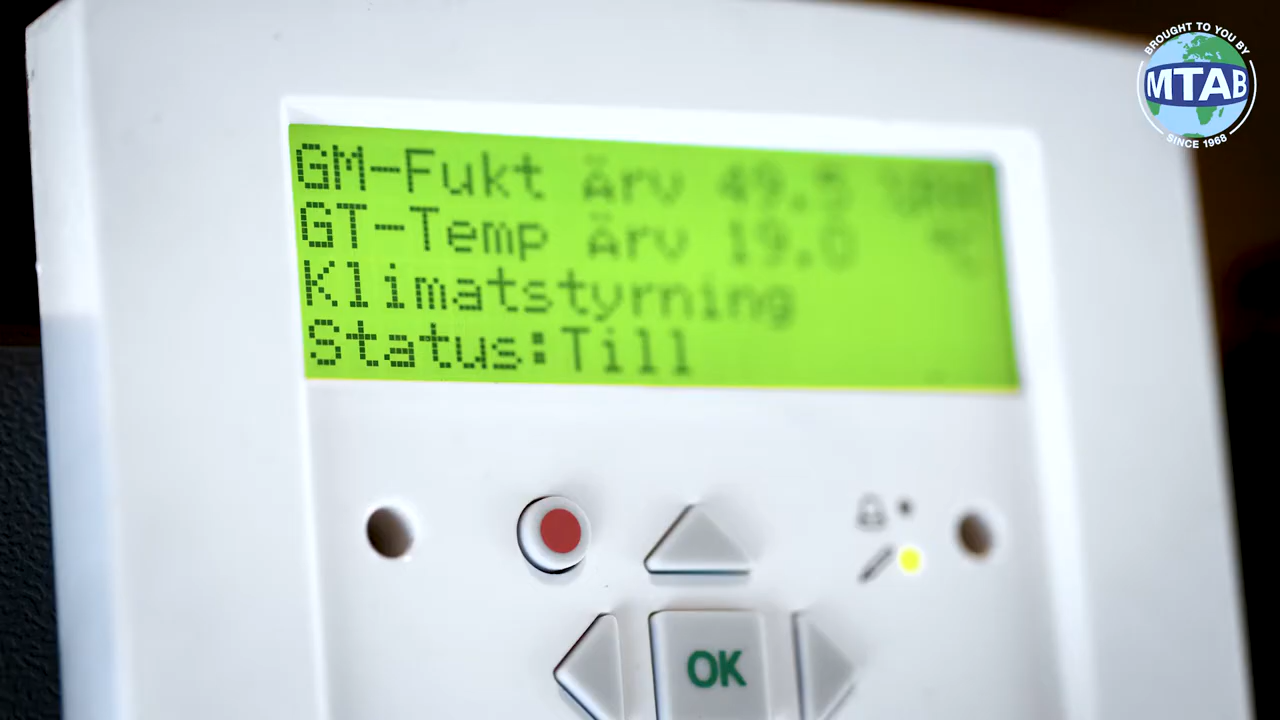 GM-Fukt Ärv 49.5 %RH
GT-Temp Ärv 19.0 °C
Klimatstyrning
Status:Till
OK
BROUGHT TO YOU BY
MTAB
SINCE 1968